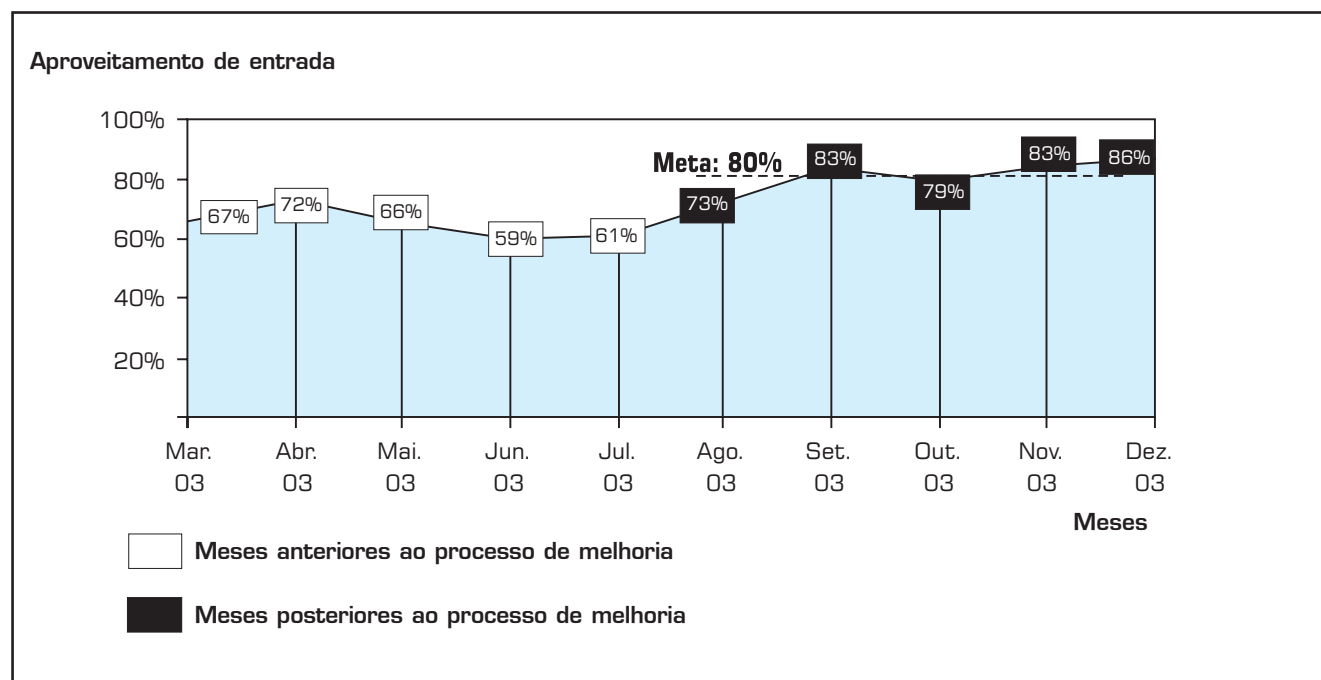 Aproveitamento de entrada
100%
80%
60%
40%
20%
Meta: 80%
67%
72%
66%
59%
61%
73%
83%
79%
83%
86%
Mar. Abr. Mai. Jun. Jul. Ago. Set. Out. Nov. Dez.
03 03 03 03 03 03 03 03 03 03
Meses
Meses anteriores ao processo de melhoria
Meses posteriores ao processo de melhoria